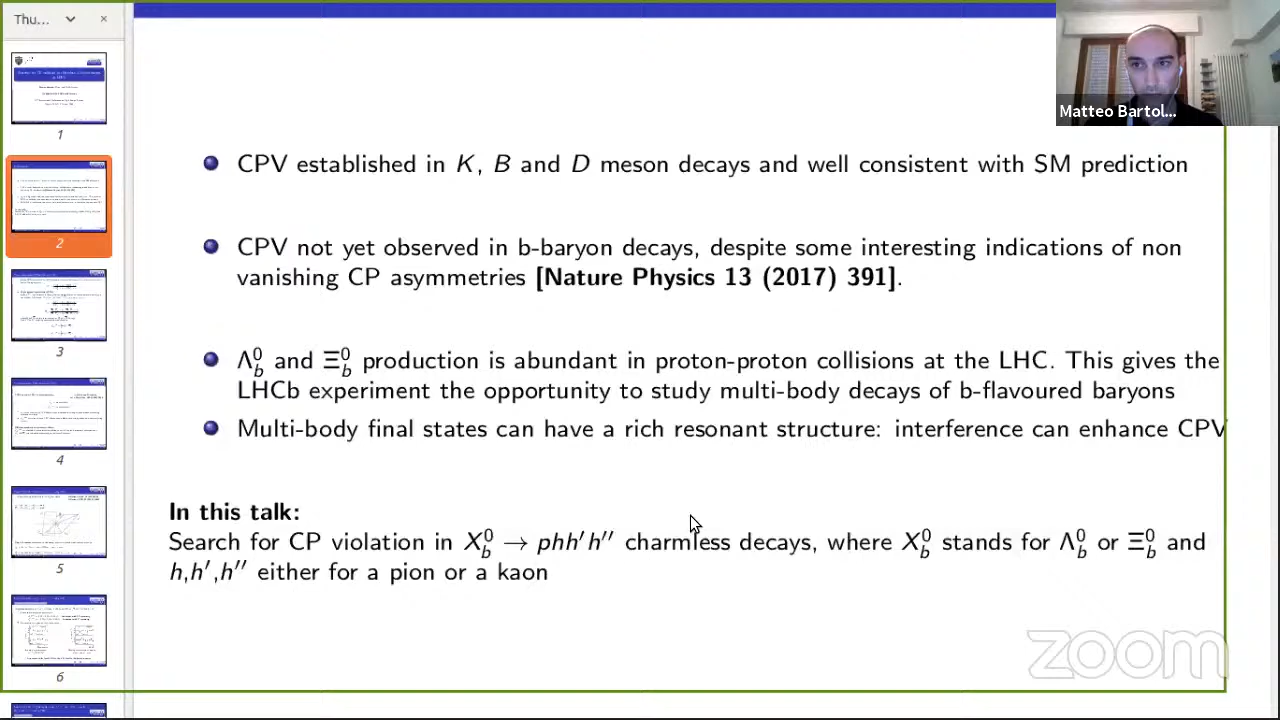 Thu...
Matteo Bartol...
CPV established in K, B and D meson decays and well consistent with SM prediction
CPV not yet observed in b-baryon decays, despite some interesting indications of non
vanishing CP asymmetries [Nature Physics 13 (2017) 391].
Λ⁰_b and Ξ⁰_b production is abundant in proton-proton collisions at the LHC. This gives the
LHCb experiment the opportunity to study multi-body decays of b-flavoured baryons
Multi-body final states can have a rich resonant structure: interference can enhance CPV
In this talk:
Search for CP violation in X⁰_b → phh′h′′ charmless decays, where X⁰_b stands for Λ⁰_b or Ξ⁰_b and
h,h′,h′′ either for a pion or a kaon
1
2
3
4
5
6
zoom